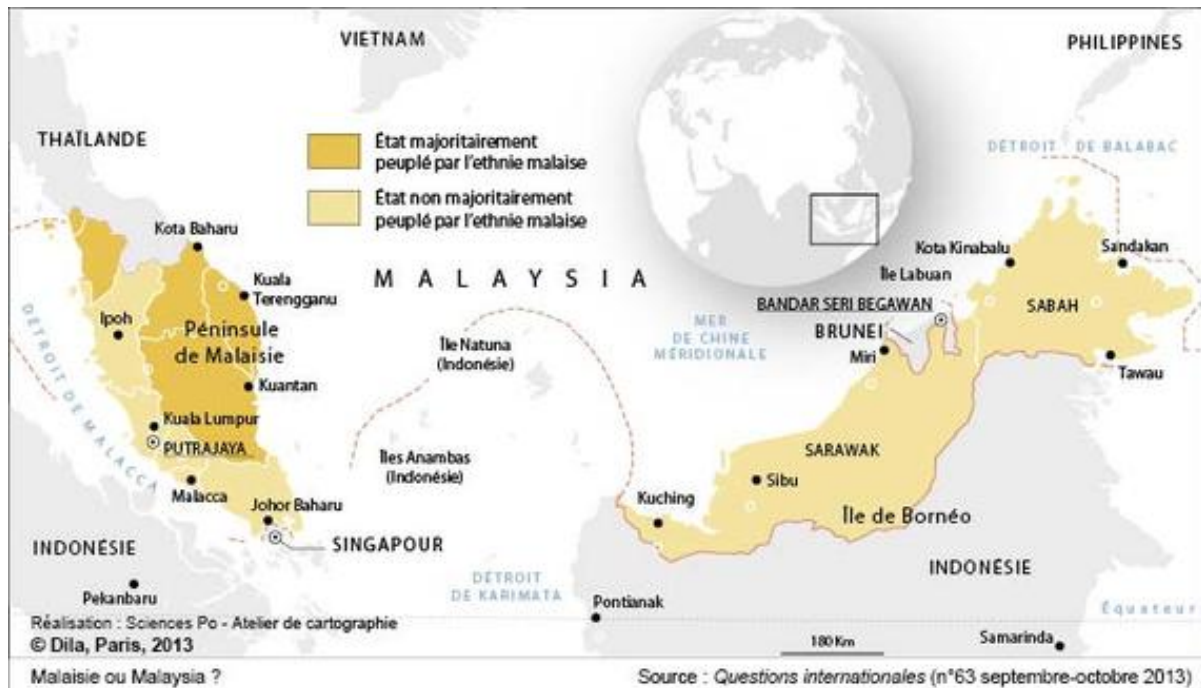 VIETNAM
PHILIPPINES
THAÏLANDE
État majoritairement
peuplé par l'ethnie malaise
État non majoritairement
peuplé par l'ethnie malaise
DÉTROIT DE BALABAC
Kota Baharu
Kuala
Terengganu
MALAYSIA
Kota Kinabalu
Sandakan
Île Labuan
SABAH
BANDAR SERI BEGAWAN
BRUNEI
Miri
Tawau
Ipoh
Péninsule
de Malaisie
Île Natuna
(Indonésie)
MER
DE CHINE
MÉRIDIONALE
Kuantan
DÉTROIT DE MALACCA
Kuala Lumpur
PUTRAJAYA
Îles Anambas
(Indonésie)
SARAWAK
Sibu
Malacca
Johor Baharu
Kuching
Île de Bornéo
SINGAPOUR
INDONÉSIE
INDONÉSIE
DÉTROIT
DE KARIMATA
Pekanbaru
Pontianak
Équateur
Réalisation : Sciences Po - Atelier de cartographie
© Dila, Paris, 2013
180 Km
Samarinda
Malaisie ou Malaysia ?
Source : Questions internationales (n°63 septembre-octobre 2013)